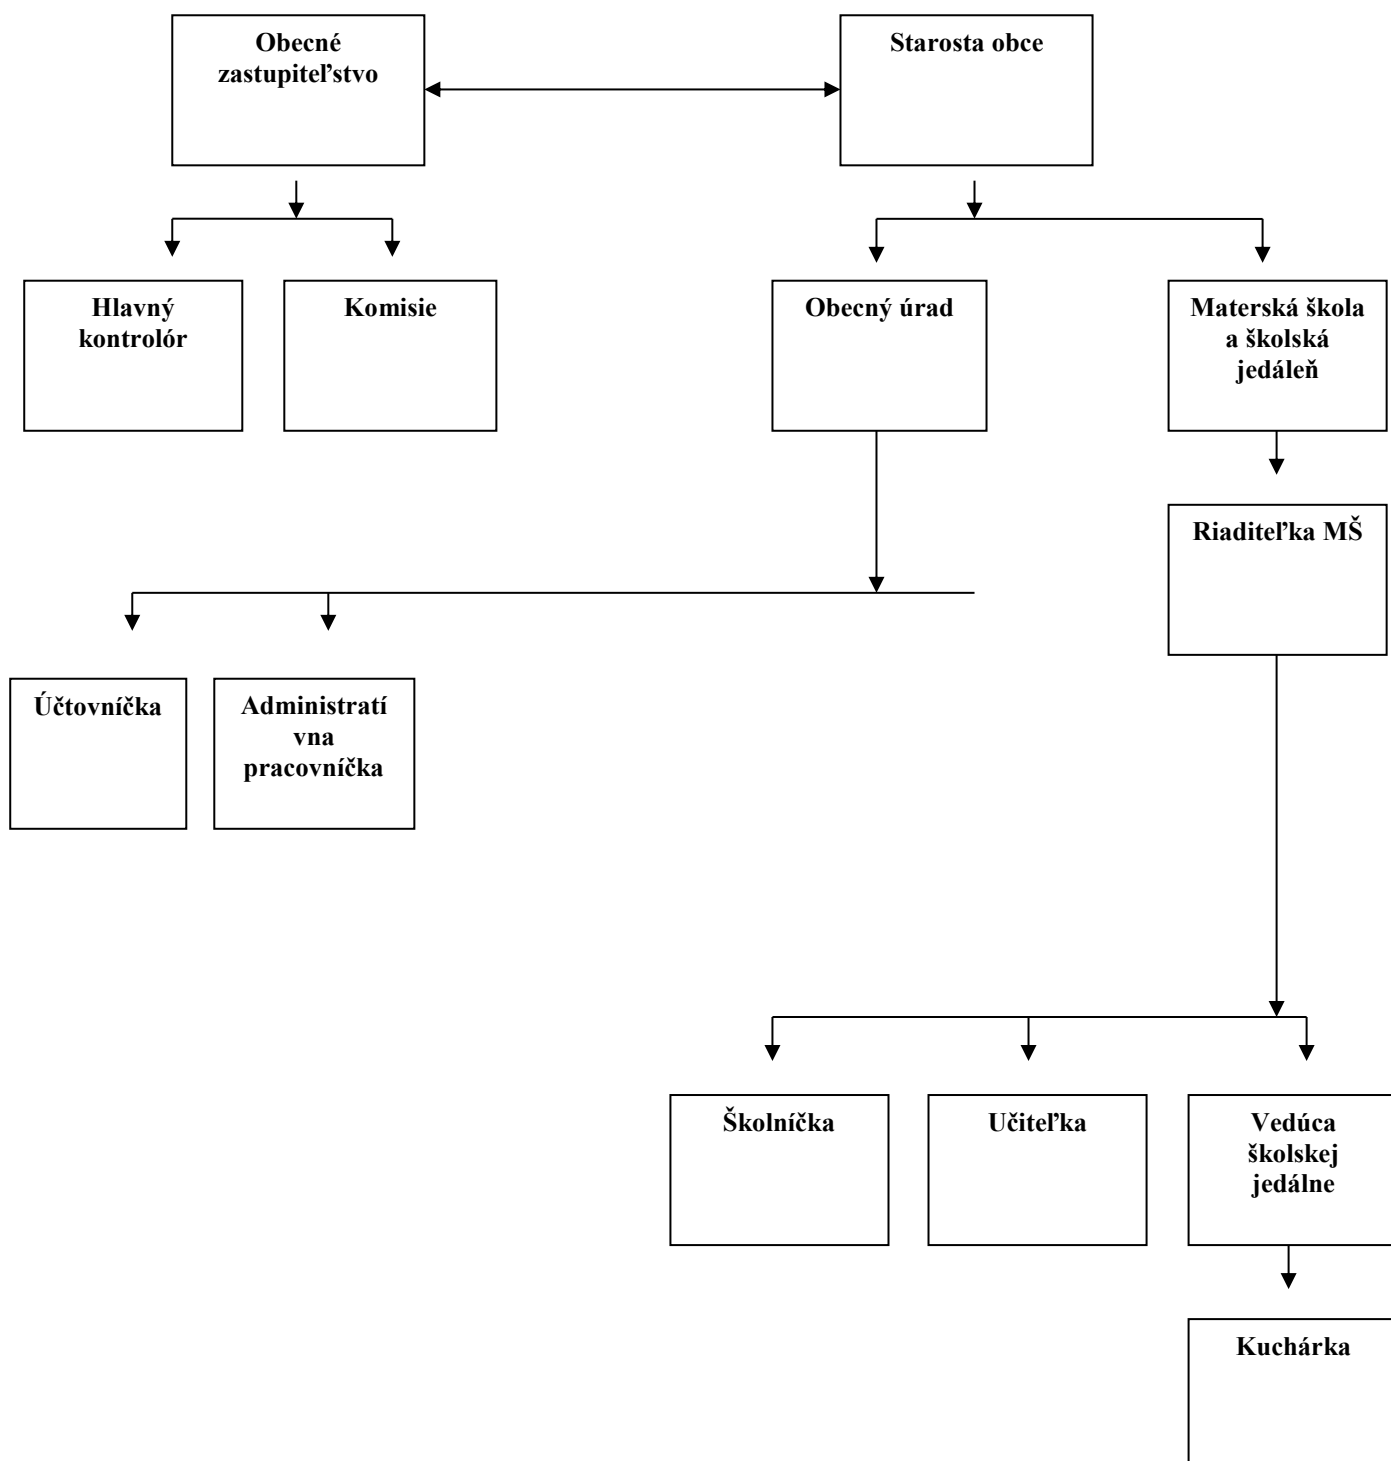 Obecné
zastupiteľstvo
Starosta obce
Hlavný
kontrolór
Komisie
Obecný úrad
Materská škola
a školská
jedáleň
Riaditeľka MŠ
Účtovníčka
Administratí
vna
pracovníčka
Školníčka
Učiteľka
Vedúca
školskej
jedálne
Kuchárka